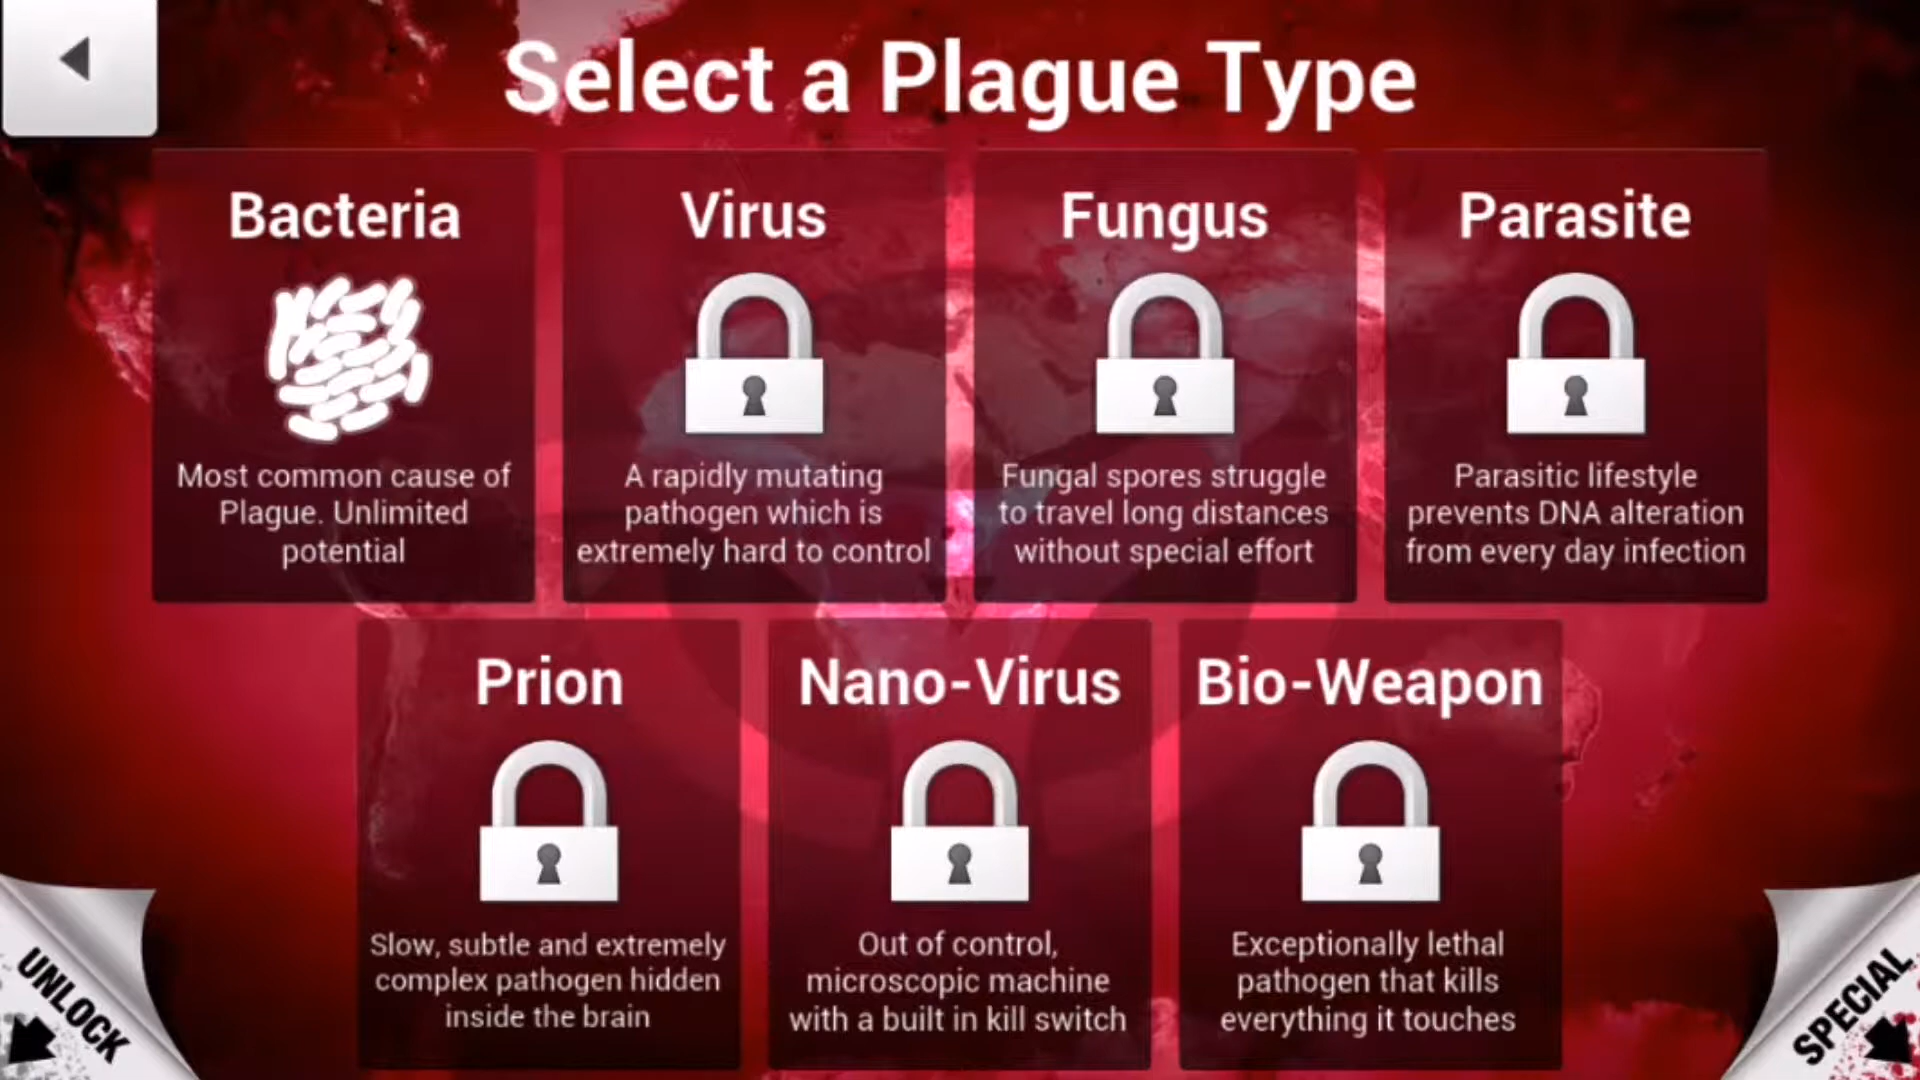 Select a Plague Type
Bacteria
Most common cause of
Plague. Unlimited
potential
Virus
A rapidly mutating
pathogen which is
extremely hard to control
Fungus
Fungal spores struggle
to travel long distances
without special effort
Parasite
Parasitic lifestyle
prevents DNA alteration
from every day infection
Prion
Slow, subtle and extremely
complex pathogen hidden
inside the brain
Nano-Virus
Out of control,
microscopic machine
with a built in kill switch
Bio-Weapon
Exceptionally lethal
pathogen that kills
everything it touches
UNLOCK
SPECIAL